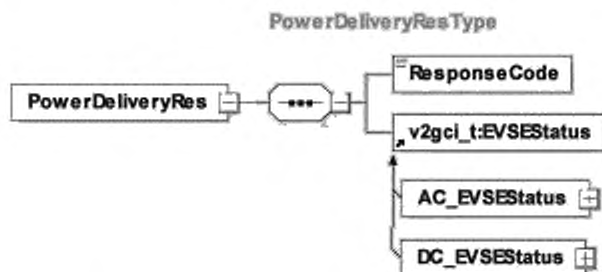 PowerDeliveryResType
ResponseCode
PowerDeliveryRes
v2gci_t:EVSEStatus
AC_EVSEStatus
DC_EVSEStatus